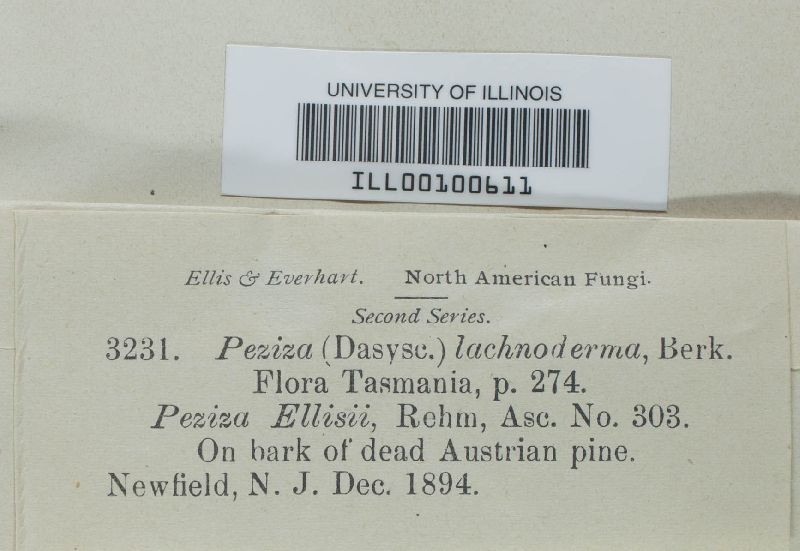 UNIVERSITY OF ILLINOIS
ILL00100611
Ellis & Everhart. North American Fungi.
Second Series.
3231. Peziza (Dasysc.) lachnoderma, Berk.
Flora Tasmania, p. 274.
Peziza Ellisii, Rehm, Asc. No. 303.
On bark of dead Austrian pine.
Newfield, N. J. Dec. 1894.